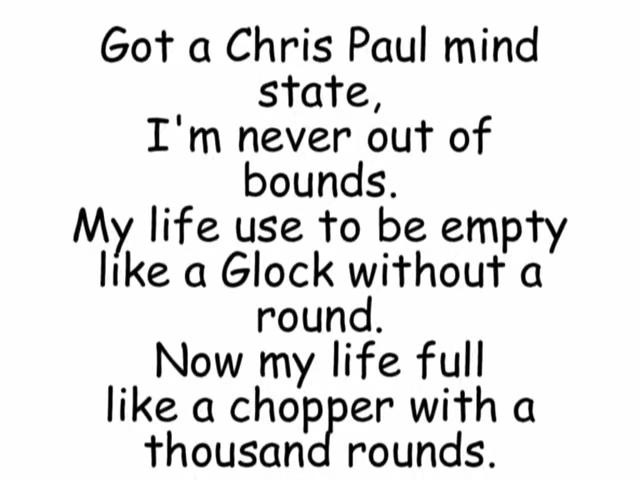 Got a Chris Paul mind
state,
I'm never out of
bounds.
My life use to be empty
like a Glock without a
round.
Now my life full
like a chopper with a
thousand rounds.